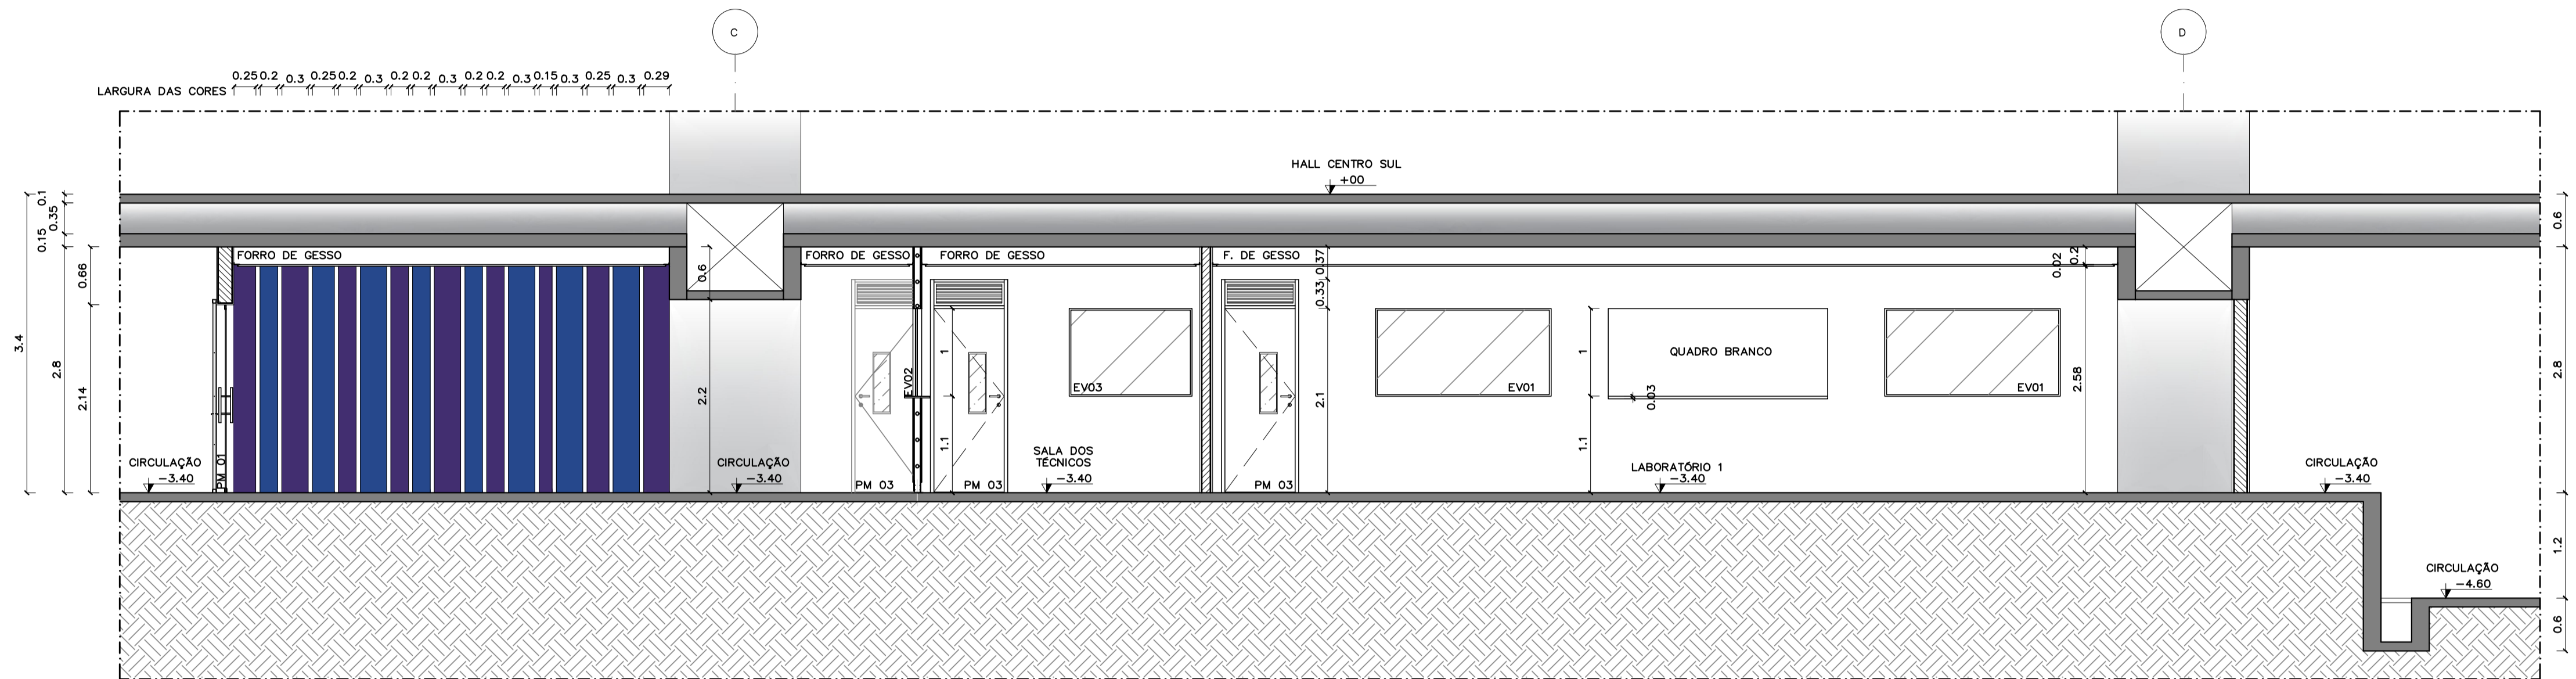 C
D
0.25 0.2 0.3 0.25 0.2 0.3 0.2 0.2 0.3 0.2 0.2 0.3 0.15 0.3 0.25 0.3 0.29
LARGURA DAS CORES
HALL CENTRO SUL
+00
0.1
0.35
0.15
3.4
2.8
0.66
2.14
FORRO DE GESSO
0.6
2.2
FORRO DE GESSO
FORRO DE GESSO
F. DE GESSO
0.37
0.33
2.1
0.02
0.2
2.58
0.6
2.8
1.2
0.6
EV02
1
1.1
EV03
EV01
1
1.1
0.03
QUADRO BRANCO
EV01
CIRCULAÇÃO
−3.40
PM 01
CIRCULAÇÃO
−3.40
PM 03
PM 03
SALA DOS
TÉCNICOS
−3.40
PM 03
LABORATÓRIO 1
−3.40
CIRCULAÇÃO
−3.40
CIRCULAÇÃO
−4.60